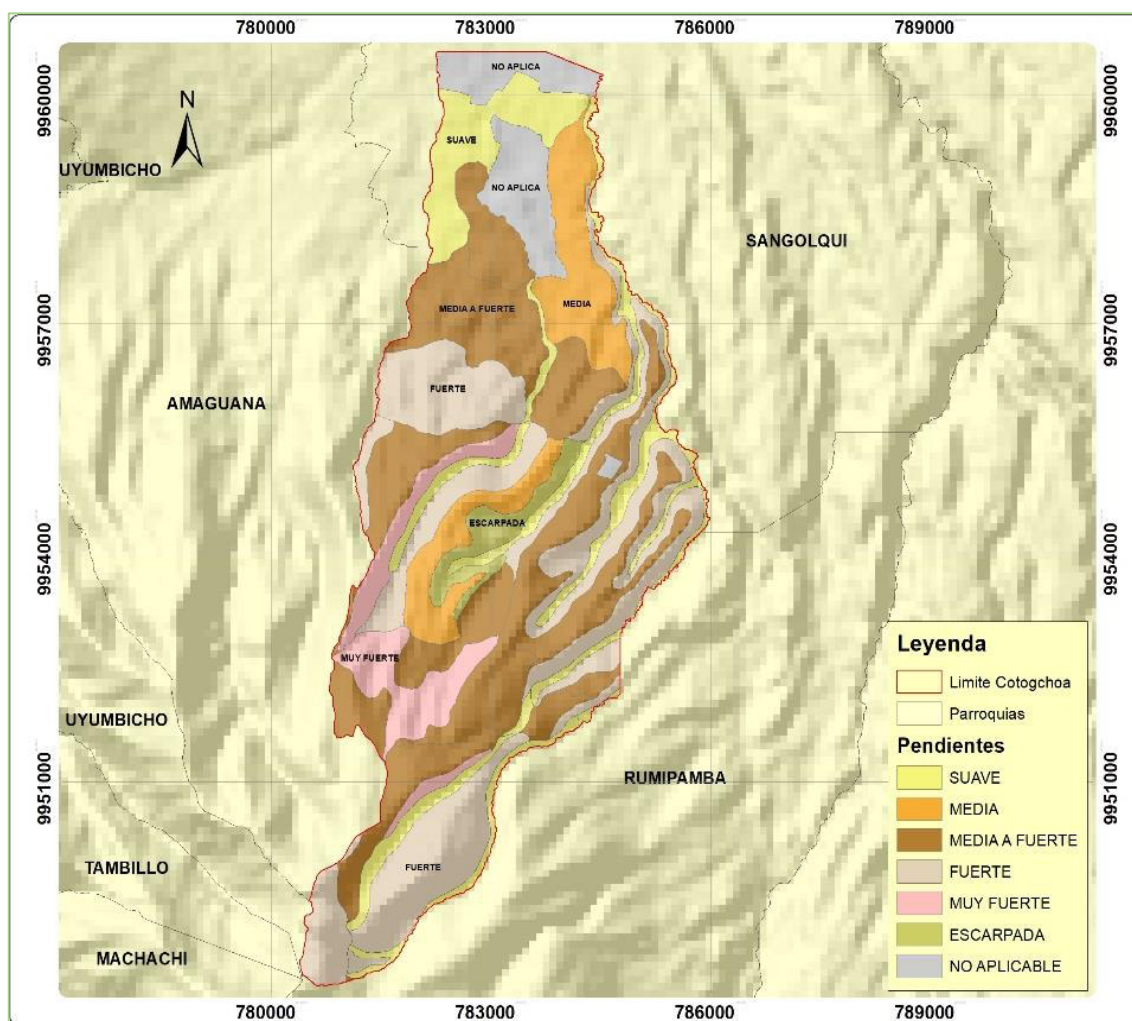 780000 783000 786000 789000
9960000
9960000
N
NO APLICA
SUAVE
UYUMBICHO
NO APLICA
SANGOLQUI
MEDIA A FUERTE
MEDIA
9957000
9957000
FUERTE
AMAGUANA
ESCARPADA
9954000
9954000
MUY FUERTE
UYUMBICHO
RUMIPAMBA
9951000
9951000
TAMBILLO
FUERTE
MACHACHI
Leyenda
Limite Cotogchoa
Parroquias
Pendientes
SUAVE
MEDIA
MEDIA A FUERTE
FUERTE
MUY FUERTE
ESCARPADA
NO APLICABLE
780000 783000 786000 789000